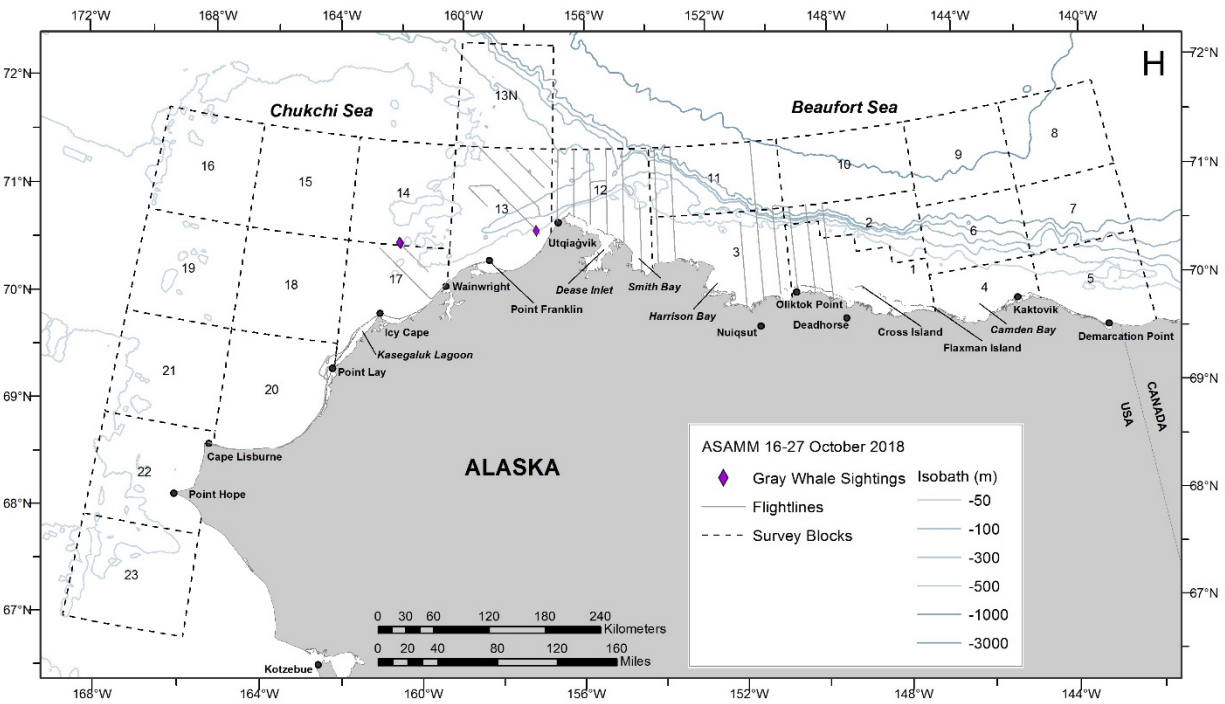 172°W 168°W 164°W 160°W 156°W 152°W 148°W 144°W 140°W
H
72°N 72°N
Chukchi Sea
Beaufort Sea
13N
8
9
10
16
15
14
71°N 71°N
11
12
13
7
2
6
3
19
18
17
1
5
4
70°N 70°N
Utqiaġvik
Dease Inlet
Smith Bay
Harrison Bay
Wainwright
Point Franklin
Icy Cape
Kasegaluk Lagoon
Point Lay
Nuiqsut
Oliktok Point
Deadhorse
Cross Island
Flaxman Island
Camden Bay
Kaktovik
Demarcation Point
21
20
69°N 69°N
USA
CANADA
Cape Lisburne
22
Point Hope
ALASKA
68°N 68°N
23
67°N 67°N
Kotzebue
ASAMM 16-27 October 2018
Gray Whale Sightings
Flightlines
Survey Blocks
Isobath (m)
-50
-100
-300
-500
-1000
-3000
0 30 60 120 180 240
Kilometers
0 20 40 80 120 160
Miles
168°W 164°W 160°W 156°W 152°W 148°W 144°W